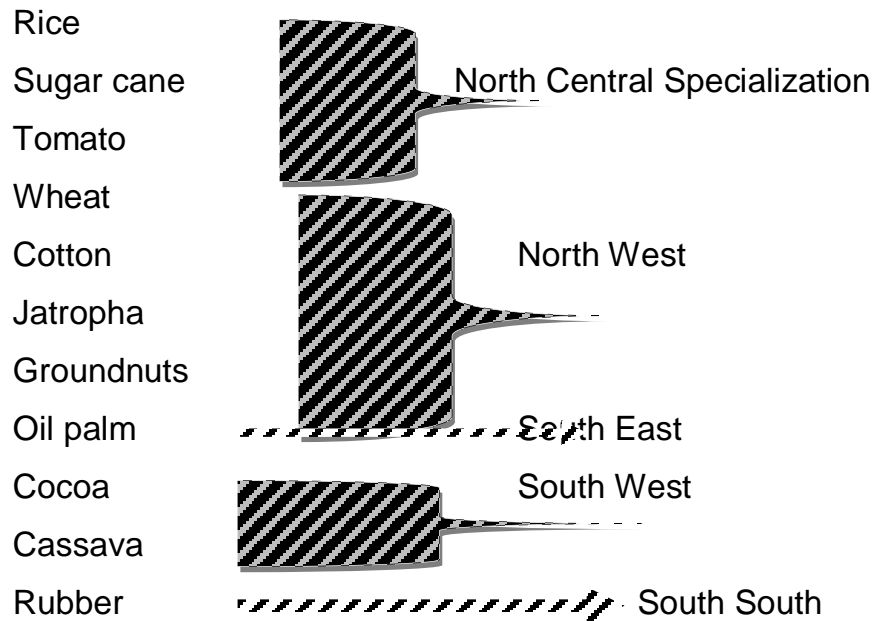 Rice
Sugar cane North Central Specialization
Tomato
Wheat
Cotton North West
Jatropha
Groundnuts
Oil palm South East
Cocoa South West
Cassava
Rubber South South